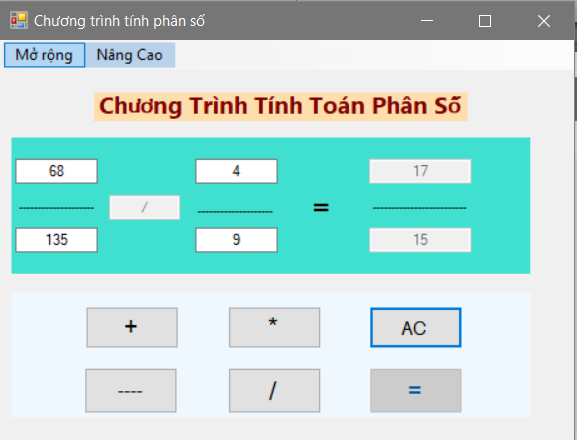 Chương trình tính phân số
Mở rộng Nâng Cao
Chương Trình Tính Toán Phân Số
68 4 17
-------------------- / -------------------- = -------------------------
135 9 15
+ * AC
---- / =